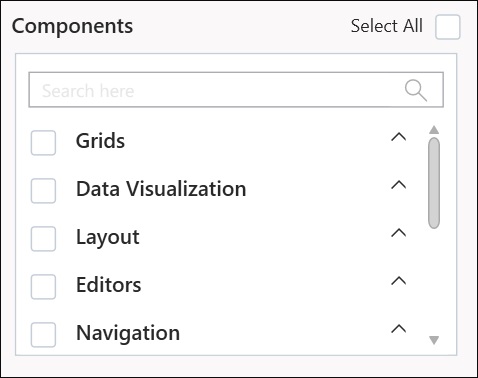 Components Select All
Search here
Grids
Data Visualization
Layout
Editors
Navigation